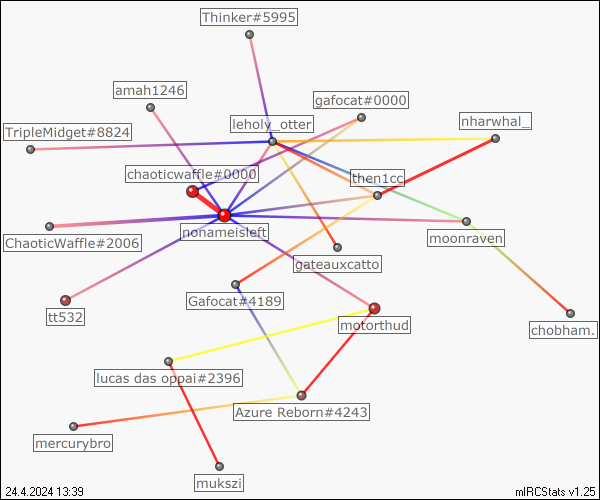 Thinker#5995
amah1246
gafocat#0000
nharwhal_
leholy_otter
TripleMidget#8824
chaoticwaffle#0000
then1cc
nonameisleft
ChaoticWaffle#2006
moonraven
gateauxcatto
Gafocat#4189
tt532
motorthud
chobham.
lucas das oppai#2396
Azure Reborn#4243
mercurybro
mukszi
24.4.2024 13:39
mIRCStats v1.25